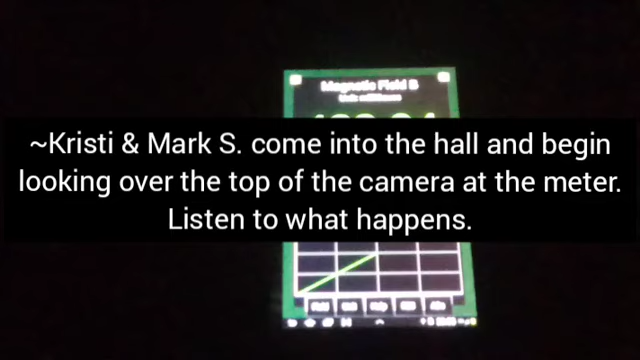 Magnetic Field B
~Kristi & Mark S. come into the hall and begin
looking over the top of the camera at the meter.
Listen to what happens.